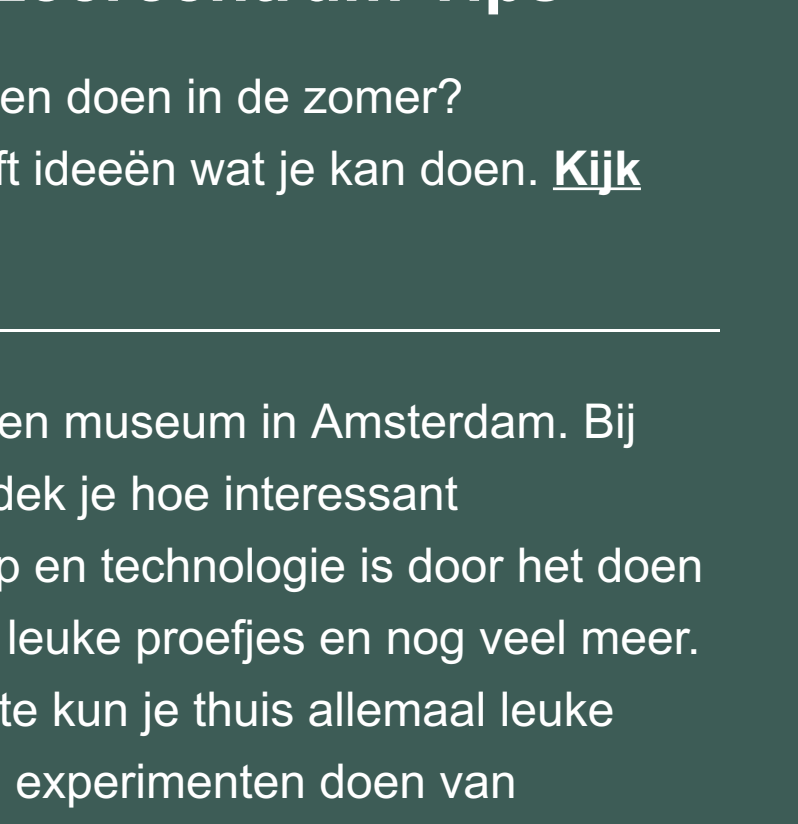 en doen in de zomer?
ft ideeën wat je kan doen. Kijk
en museum in Amsterdam. Bij
dek je hoe interessant
p en technologie is door het doen
leuke proefjes en nog veel meer.
te kun je thuis allemaal leuke
experimenten doen van